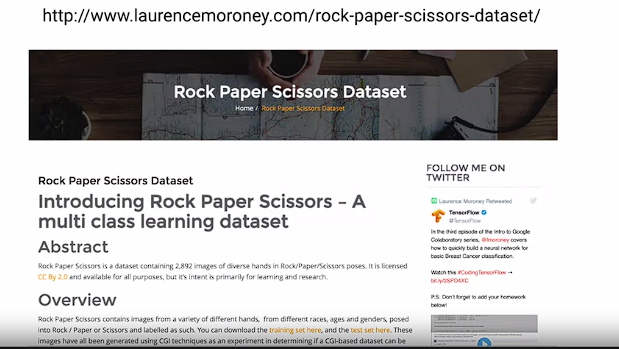 http://www.laurencemoroney.com/rock-paper-scissors-dataset/
Rock Paper Scissors Dataset
Home / Rock Paper Scissors Dataset
Rock Paper Scissors Dataset
Introducing Rock Paper Scissors – A
multi class learning dataset
Abstract
Rock Paper Scissors is a dataset containing 2,892 images of diverse hands in Rock/Paper/Scissors poses. It is licensed
CC By 2.0 and available for all purposes, but it's intent is primarily for learning and research.
Overview
Rock Paper Scissors contains images from a variety of different hands, from different races, ages and genders, posed
into Rock / Paper or Scissors and labelled as such. You can download the training set here, and the test set here. These
images have all been generated using CGI techniques as an experiment in determining if a CGI-based dataset can be
FOLLOW ME ON
TWITTER
Laurence Moroney Retweeted
TensorFlow
@TensorFlow
In the third episode of the Intro to Google
Colaboratory series, @lmoroney covers
how to quickly build a neural network for
basic Breast Cancer classification.
Watch this #CodingTensorFlow →
P.S. Don't forget to add your homework
below!